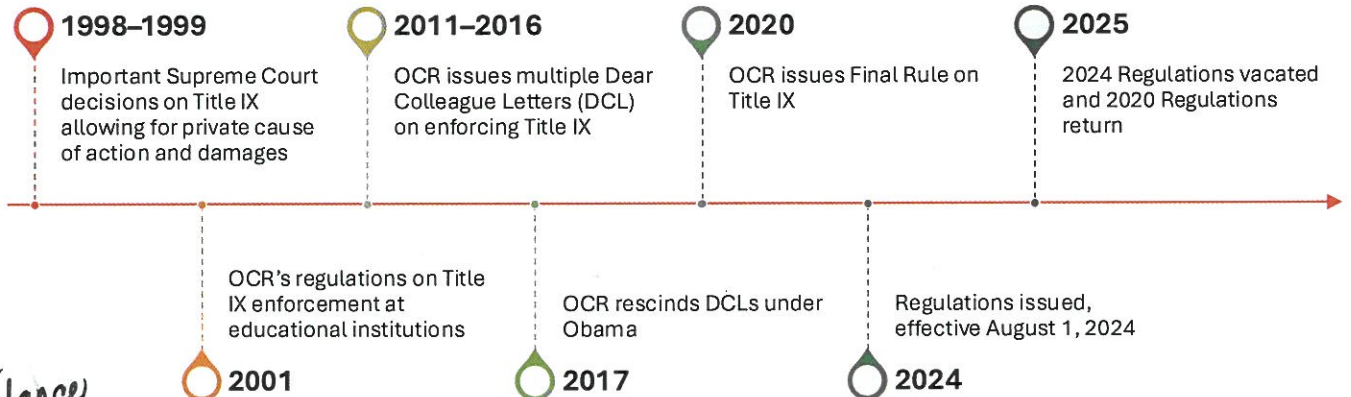 1998–1999
Important Supreme Court
decisions on Title IX
allowing for private cause
of action and damages
2011–2016
OCR issues multiple Dear
Colleague Letters (DCL)
on enforcing Title IX
2020
OCR issues Final Rule on
Title IX
2025
2024 Regulations vacated
and 2020 Regulations
return
OCR's regulations on Title
IX enforcement at
educational institutions
2001
OCR rescinds DCLs under
Obama
2017
Regulations issued,
effective August 1, 2024
2024